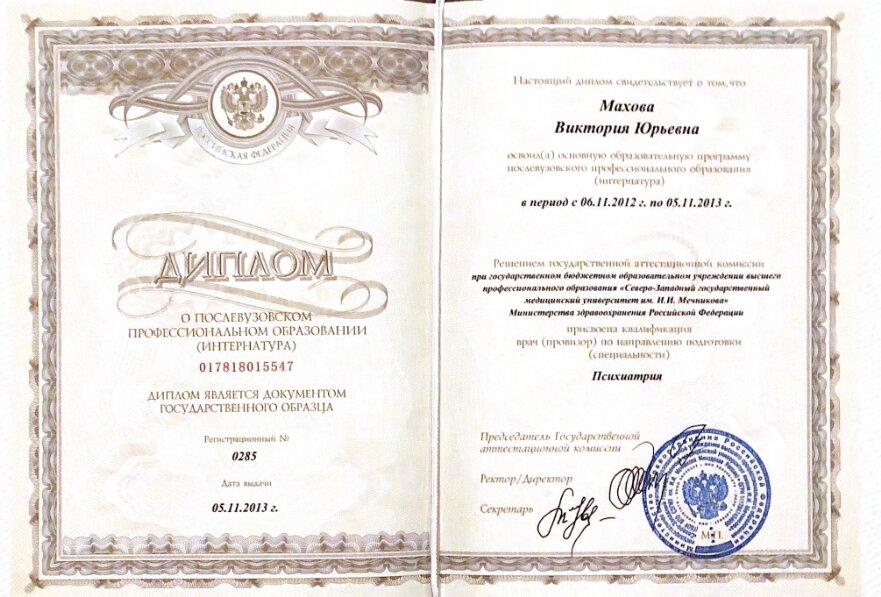 РОССИЙСКАЯ ФЕДЕРАЦИЯ
ДИПЛОМ
О ПОСЛЕВУЗОВСКОМ
ПРОФЕССИОНАЛЬНОМ ОБРАЗОВАНИИ
(ИНТЕРНАТУРА)
017818015547
ДИПЛОМ ЯВЛЯЕТСЯ ДОКУМЕНТОМ
ГОСУДАРСТВЕННОГО ОБРАЗЦА
Регистрационный №
0285
Дата выдачи
05.11.2013 г.
Настоящий диплом свидетельствует о том, что
Махова
Виктория Юрьевна
освоил(а) основную образовательную программу
послевузовского профессионального образования
(интернатура)
в период с 06.11.2012 г. по 05.11.2013 г.
Решением государственной аттестационной комиссии
при государственном бюджетном образовательном учреждении высшего
профессионального образования «Северо-Западный государственный
медицинский университет им. И.И. Мечникова»
Министерства здравоохранения Российской Федерации
присвоена квалификация
врач (провизор) по направлению подготовки
(специальности)
Психиатрия
Председатель Государственной
аттестационной комиссии
Ректор/Директор
Секретарь
М.П.